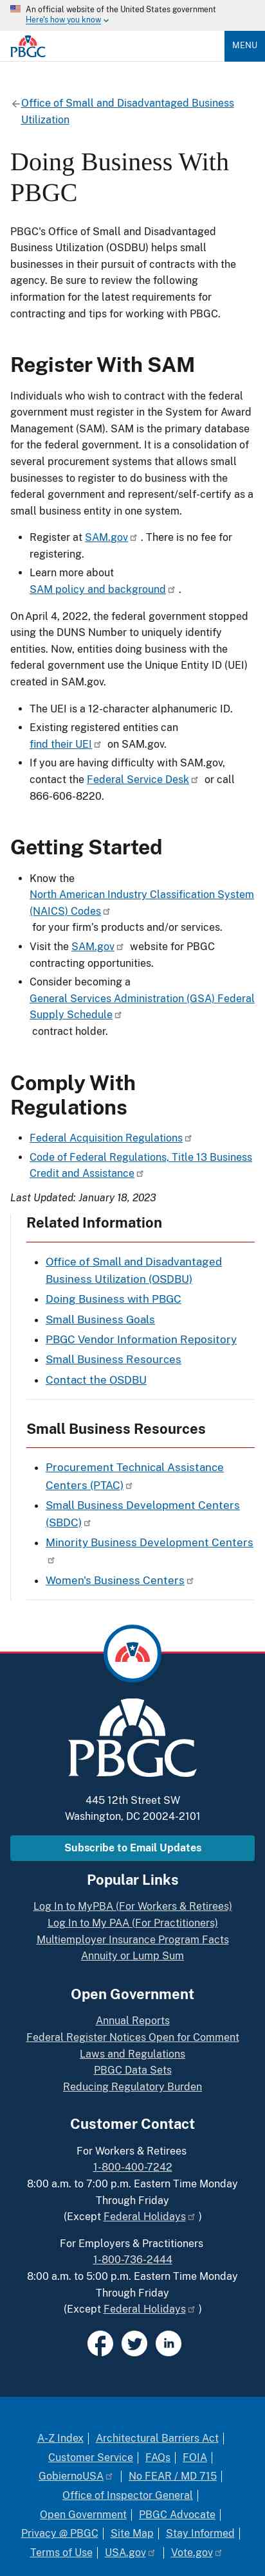 An official website of the United States government
Here's how you know
PBGC
MENU
Office of Small and Disadvantaged Business
Utilization
Doing Business With
PBGC
PBGC's Office of Small and Disadvantaged
Business Utilization (OSDBU) helps small
businesses in their pursuit of contracts with the
agency. Be sure to review the following
information for the latest requirements for
contracting and tips for working with PBGC.
Register With SAM
Individuals who wish to contract with the federal
government must register in the System for Award
Management (SAM). SAM is the primary database
for the federal government. It is a consolidation of
several procurement systems that allows small
businesses to register to do business with the
federal government and represent/self-certify as a
small business entity in one system.
Register at SAM.gov . There is no fee for
registering.
Learn more about
SAM policy and background .
On April 4, 2022, the federal government stopped
using the DUNS Number to uniquely identify
entities. Now, entities doing business with the
federal government use the Unique Entity ID (UEI)
created in SAM.gov.
The UEI is a 12-character alphanumeric ID.
Existing registered entities can
find their UEI on SAM.gov.
If you are having difficulty with SAM.gov,
contact the Federal Service Desk or call
866-606-8220.
Getting Started
Know the
North American Industry Classification System
(NAICS) Codes
for your firm's products and/or services.
Visit the SAM.gov website for PBGC
contracting opportunities.
Consider becoming a
General Services Administration (GSA) Federal
Supply Schedule
contract holder.
Comply With
Regulations
Federal Acquisition Regulations
Code of Federal Regulations, Title 13 Business
Credit and Assistance
Last Updated: January 18, 2023
Related Information
Office of Small and Disadvantaged
Business Utilization (OSDBU)
Doing Business with PBGC
Small Business Goals
PBGC Vendor Information Repository
Small Business Resources
Contact the OSDBU
Small Business Resources
Procurement Technical Assistance
Centers (PTAC)
Small Business Development Centers
(SBDC)
Minority Business Development Centers
Women's Business Centers
PBGC
445 12th Street SW
Washington, DC 20024-2101
Subscribe to Email Updates
Popular Links
Log In to MyPBA (For Workers & Retirees)
Log In to My PAA (For Practitioners)
Multiemployer Insurance Program Facts
Annuity or Lump Sum
Open Government
Annual Reports
Federal Register Notices Open for Comment
Laws and Regulations
PBGC Data Sets
Reducing Regulatory Burden
Customer Contact
For Workers & Retirees
1-800-400-7242
8:00 a.m. to 7:00 p.m. Eastern Time Monday
Through Friday
(Except Federal Holidays )
For Employers & Practitioners
1-800-736-2444
8:00 a.m. to 5:00 p.m. Eastern Time Monday
Through Friday
(Except Federal Holidays )
A-Z Index | Architectural Barriers Act |
Customer Service | FAQs | FOIA |
GobiernoUSA | No FEAR / MD 715 |
Office of Inspector General |
Open Government | PBGC Advocate |
Privacy @ PBGC | Site Map | Stay Informed |
Terms of Use | USA.gov | Vote.gov